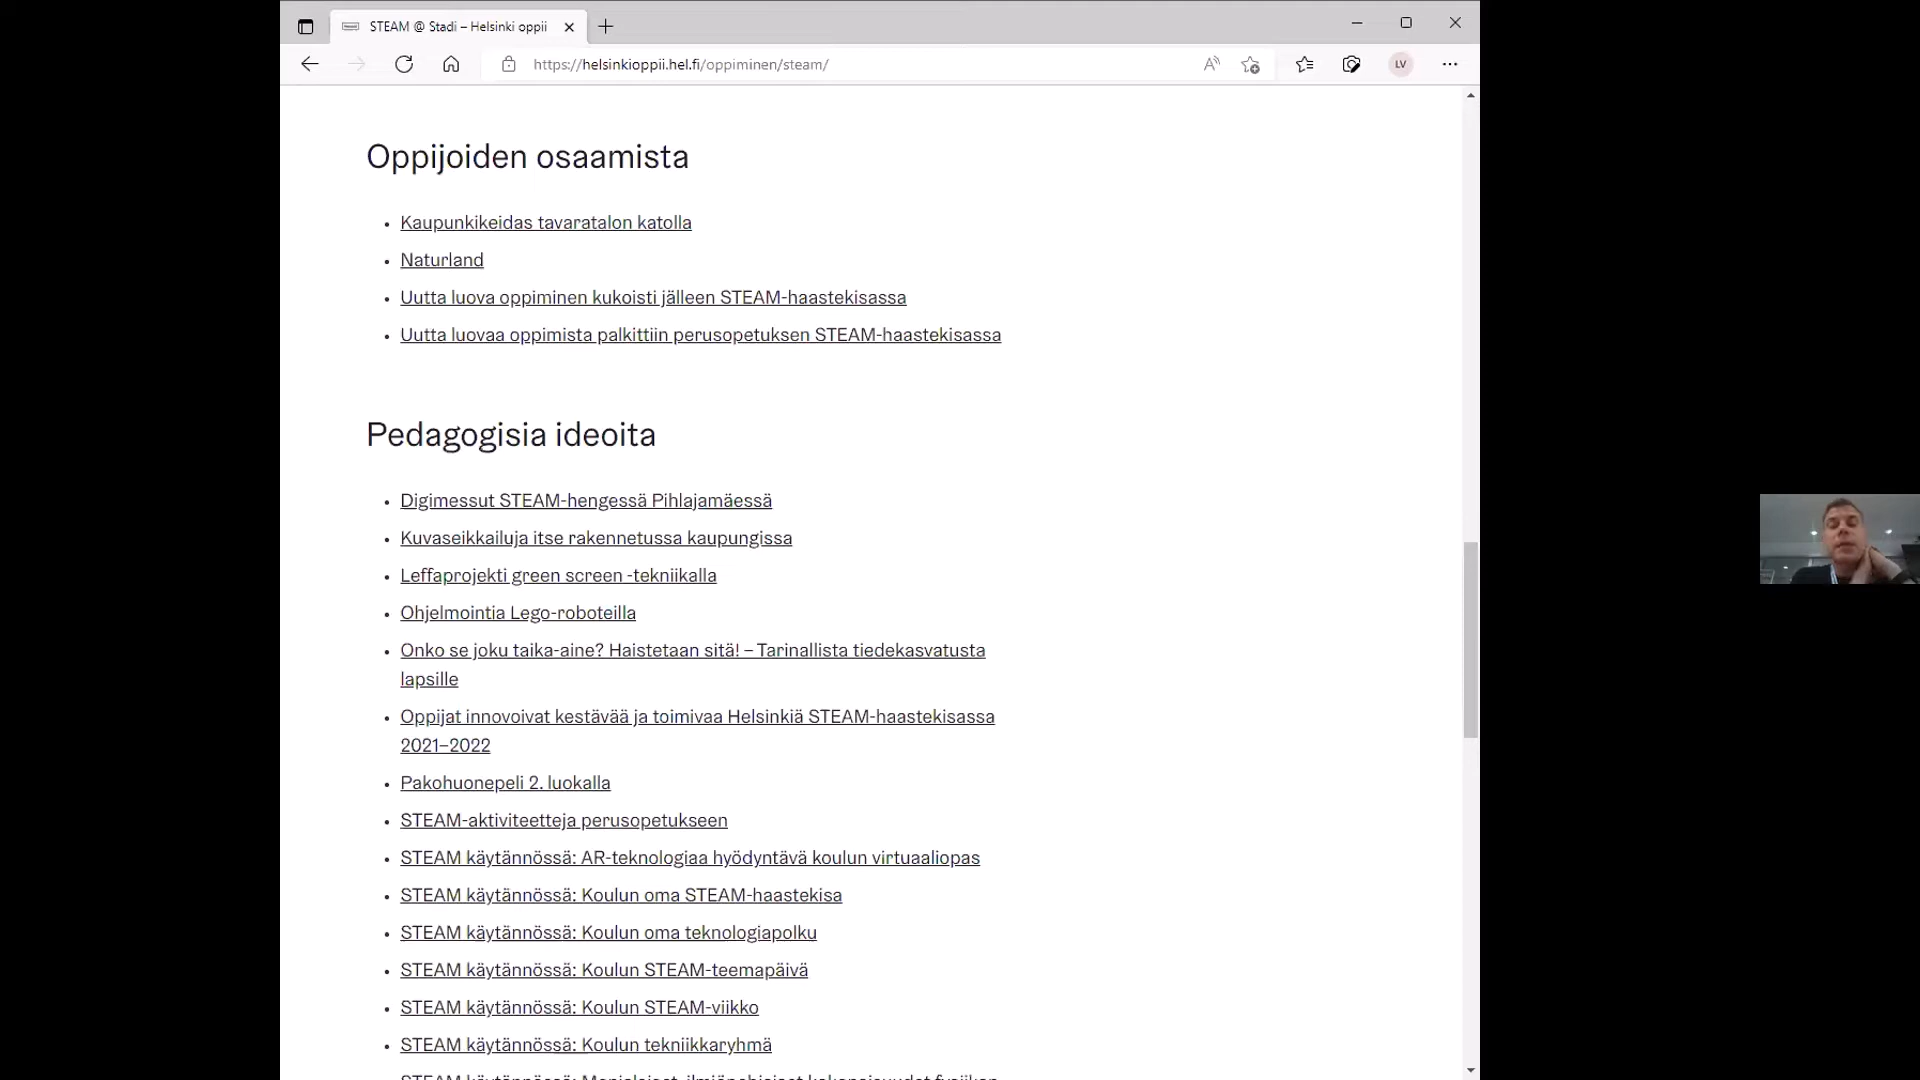 STEAM @ Stadi – Helsinki oppii
https://helsinkioppii.hel.fi/oppiminen/steam/
LV
Oppijoiden osaamista
Kaupunkikeidas tavaratalon katolla
Naturland
Uutta luova oppiminen kukoisti jälleen STEAM-haastekisassa
Uutta luovaa oppimista palkittiin perusopetuksen STEAM-haastekisassa
Pedagogisia ideoita
Digimessut STEAM-hengessä Pihlajamäessä
Kuvaseikkailuja itse rakennetussa kaupungissa
Leffaprojekti green screen -tekniikalla
Ohjelmointia Lego-roboteilla
Onko se joku taika-aine? Haistetaan sitä! – Tarinallista tiedekasvatusta
lapsille
Oppijat innovoivat kestävää ja toimivaa Helsinkiä STEAM-haastekisassa
2021–2022
Pakohuonepeli 2. luokalla
STEAM-aktiviteetteja perusopetukseen
STEAM käytännössä: AR-teknologiaa hyödyntävä koulun virtuaaliopas
STEAM käytännössä: Koulun oma STEAM-haastekisa
STEAM käytännössä: Koulun oma teknologiapolku
STEAM käytännössä: Koulun STEAM-teemapäivä
STEAM käytännössä: Koulun STEAM-viikko
STEAM käytännössä: Koulun tekniikkaryhmä